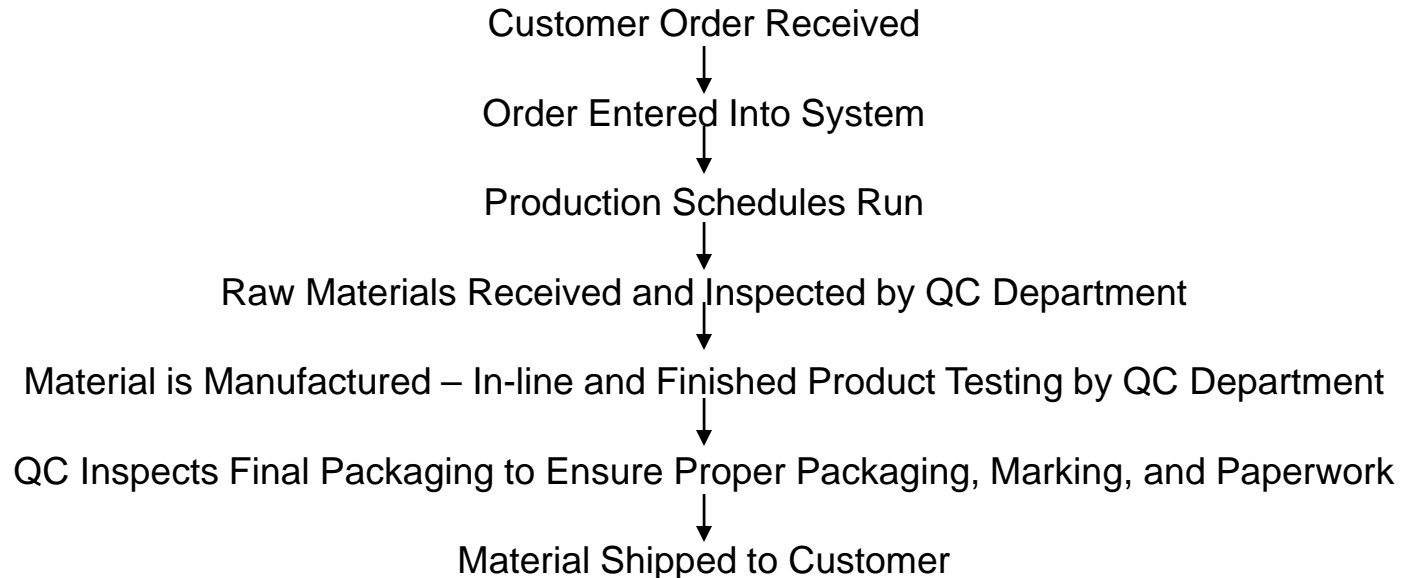 Customer Order Received
Order Entered Into System
Production Schedules Run
Raw Materials Received and Inspected by QC Department
Material is Manufactured – In-line and Finished Product Testing by QC Department
QC Inspects Final Packaging to Ensure Proper Packaging, Marking, and Paperwork
Material Shipped to Customer